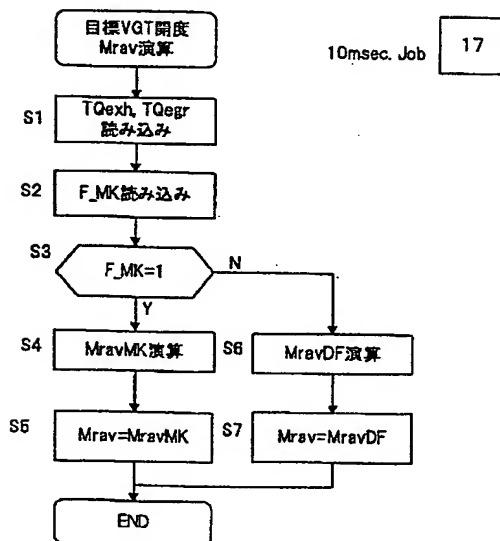 目標VGT開度
Mrav演算
10msec. Job
17
S1
TQexh, TQegr
読み込み
S2
F_MK読み込み
S3
F_MK=1
N
Y
S4
MravMK演算
S6
MravDF演算
S5
Mrav=MravMK
S7
Mrav=MravDF
END